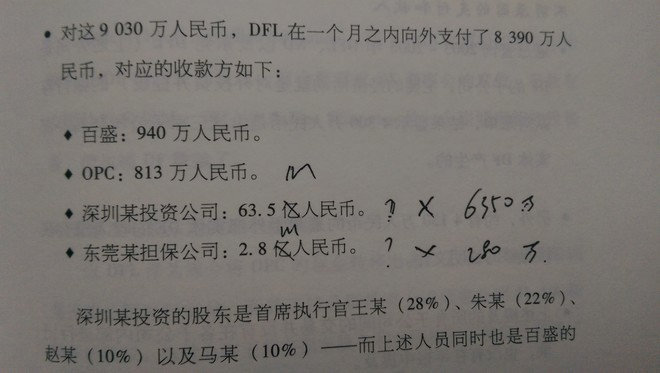 • 对这 9 030 万人民币，DFL 在一个月之内向外支付了 8 390 万人
民币，对应的收款方如下：
♦ 百盛：940 万人民币。
♦ OPC：813 万人民币。 m
♦ 深圳某投资公司：63.5 亿人民币。 ? × 6350万
m
♦ 东莞某担保公司：2.8 亿人民币。 ? × 280 万
深圳某投资的股东是首席执行官王某（28%）、朱某（22%）、
赵某（10%）以及马某（10%）——而上述人员同时也是百盛的